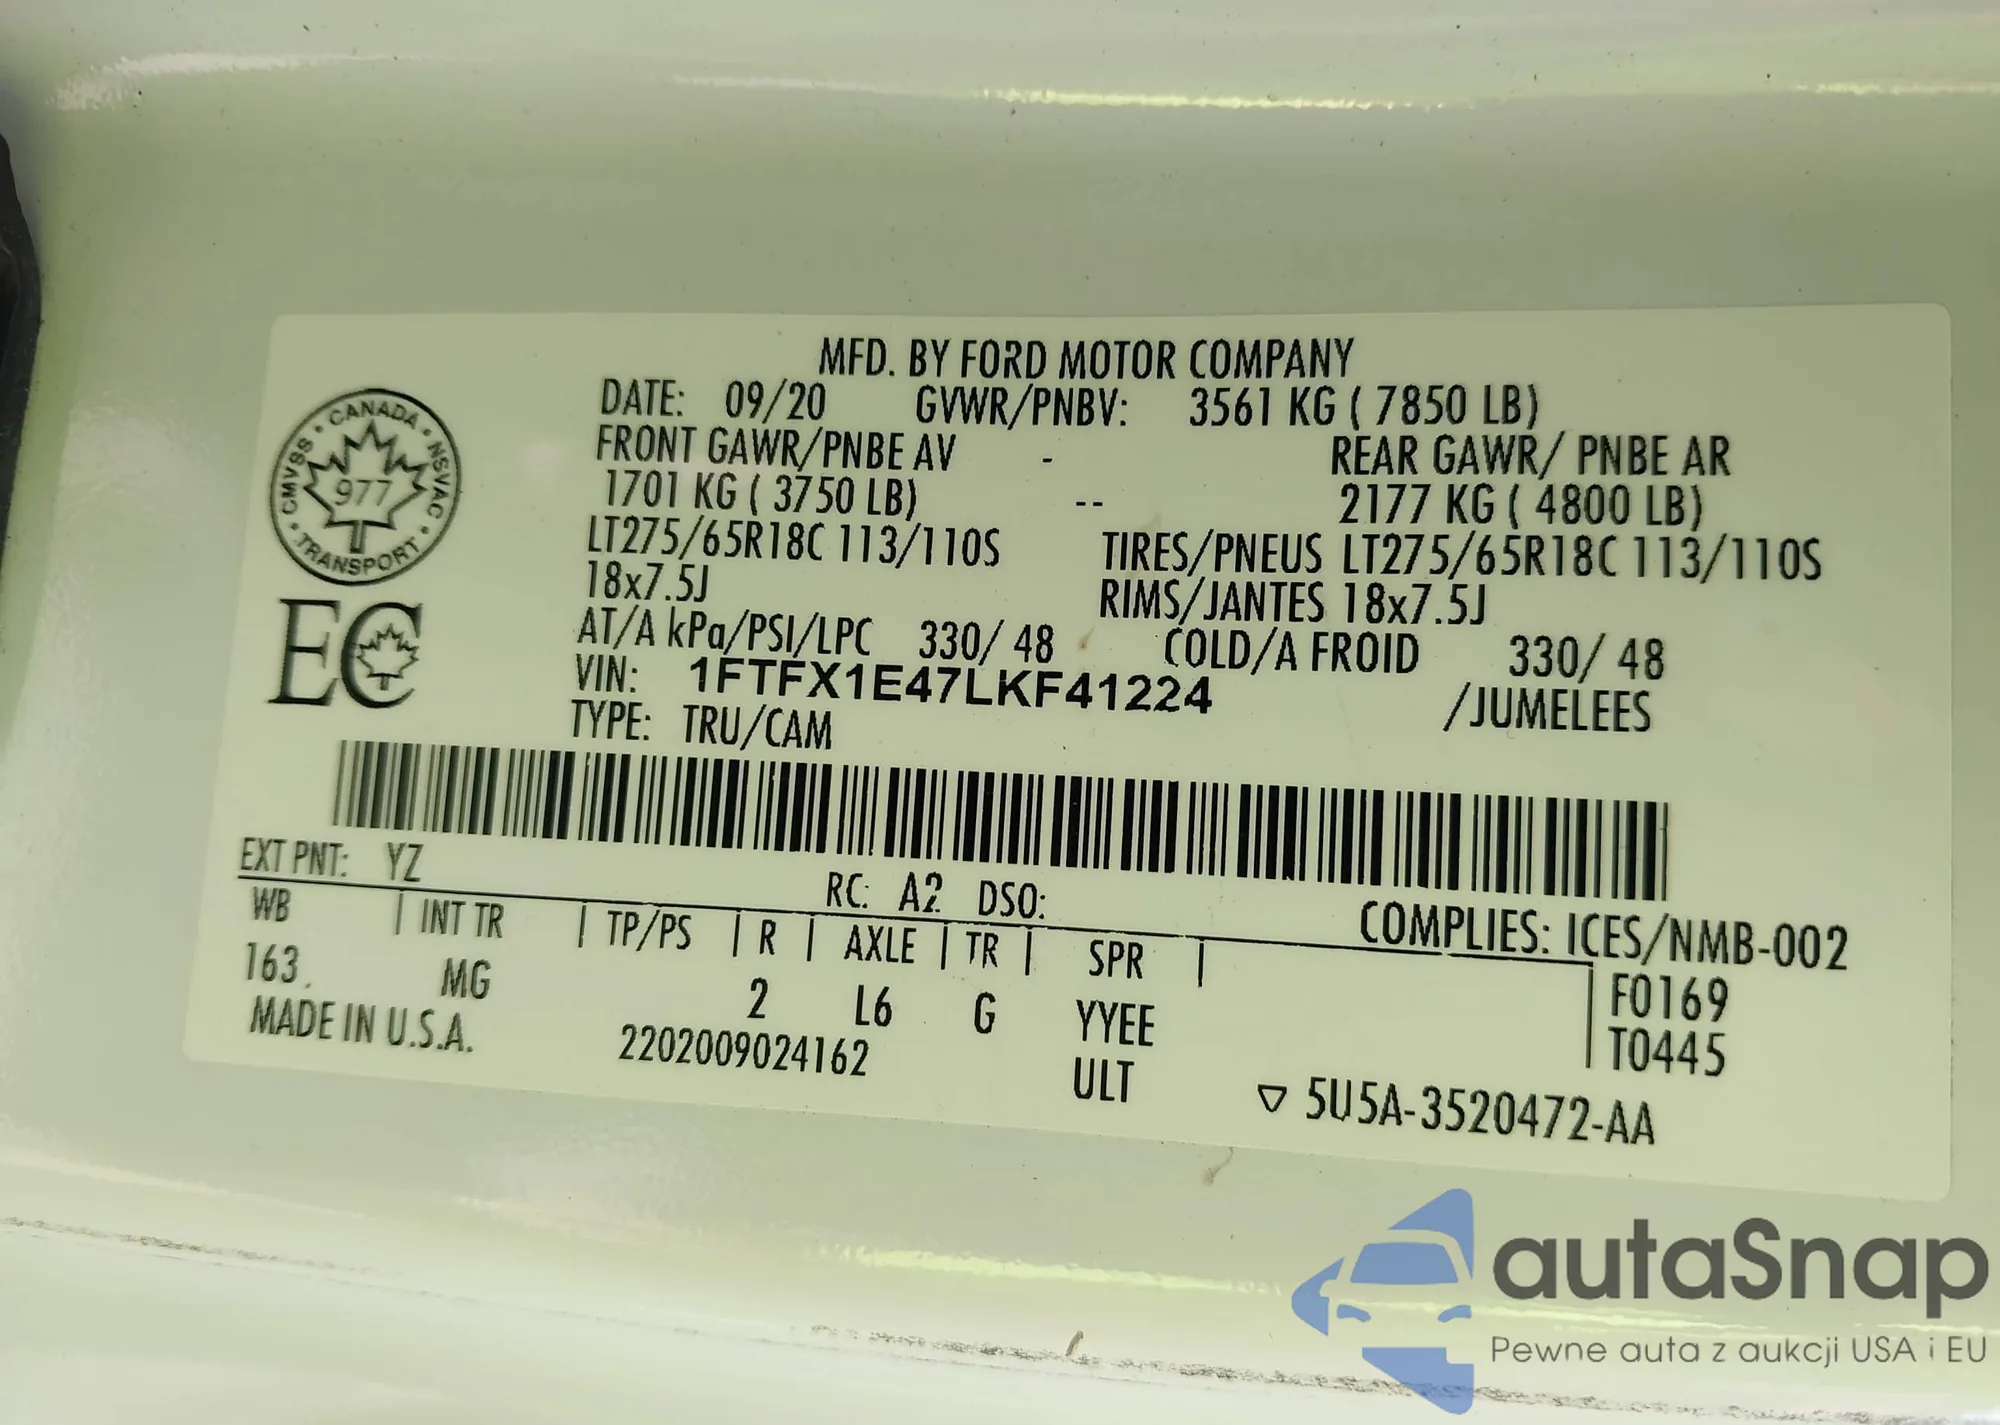 MFD. BY FORD MOTOR COMPANY
DATE: 09/20 GVWR/PNBV: 3561 KG ( 7850 LB)
FRONT GAWR/PNBE AV - REAR GAWR/ PNBE AR
1701 KG ( 3750 LB) -- 2177 KG ( 4800 LB)
LT275/65R18C 113/110S TIRES/PNEUS LT275/65R18C 113/110S
18x7.5J RIMS/JANTES 18x7.5J
AT/A kPa/PSI/LPC 330/ 48 COLD/A FROID 330/ 48
VIN: 1FTFX1E47LKF41224 /JUMELEES
TYPE: TRU/CAM
CANADA • NSVAC • TRANSPORT • CMVSS •
977
EC
EXT PNT: YZ RC: A2 DSO:
COMPLIES: ICES/NMB-002
WB | INT TR | TP/PS | R | AXLE | TR | SPR |
163. MG 2 L6 G YYEE F0169
MADE IN U.S.A. 2202009024162 ULT T0445
▽ 5U5A-3520472-AA
autaSnap
Pewne auta z aukcji USA i EU